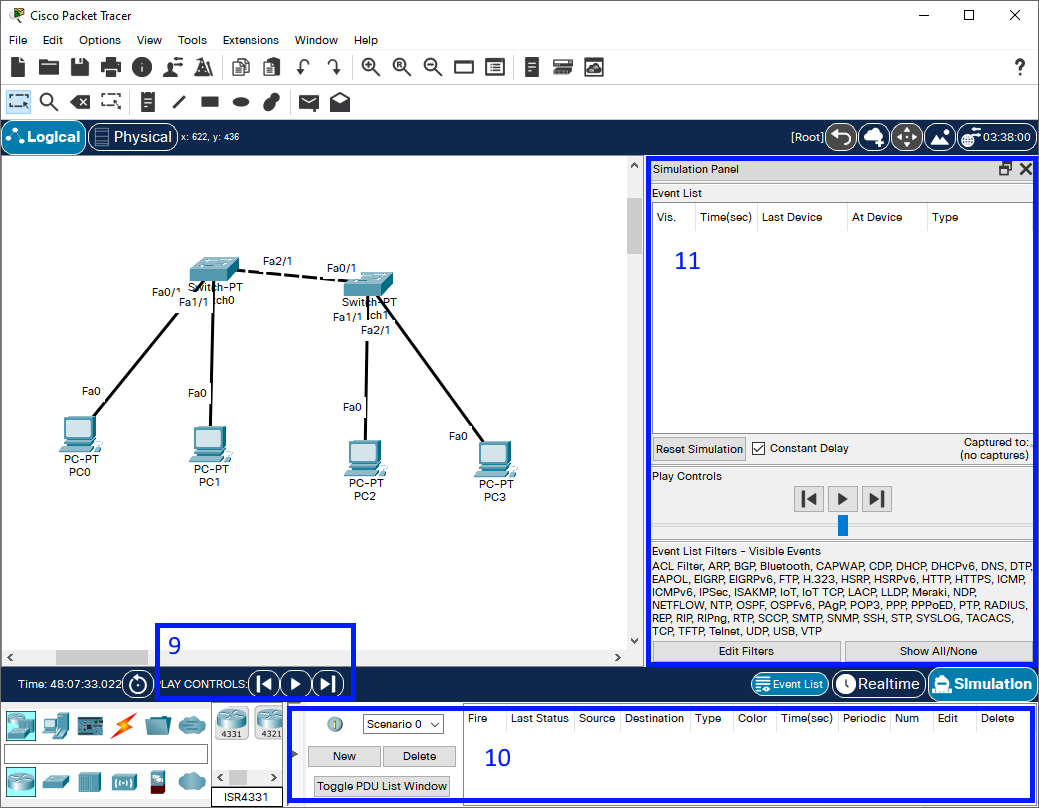 Cisco Packet Tracer
File Edit Options View Tools Extensions Window Help
Logical Physical x: 622, y: 436 [Root] 03:38:00
Simulation Panel
Event List
Vis. Time(sec) Last Device At Device Type
11
Fa2/1 Fa0/1
Switch-PT
Fa0/1
Fa1/1 ch0
Switch-PT
Fa1/1 ch1
Fa2/1
Fa0 Fa0 Fa0 Fa0
PC-PT
PC0
PC-PT
PC1
PC-PT
PC2
PC-PT
PC3
Reset Simulation Constant Delay Captured to:
(no captures)
Play Controls
Event List Filters - Visible Events
ACL Filter, ARP, BGP, Bluetooth, CAPWAP, CDP, DHCP, DHCPv6, DNS, DTP,
EAPOL, EIGRP, EIGRPv6, FTP, H.323, HSRP, HSRPv6, HTTP, HTTPS, ICMP,
ICMPv6, IPSec, ISAKMP, IoT, IoT TCP, LACP, LLDP, Meraki, NDP,
NETFLOW, NTP, OSPF, OSPFv6, PAgP, POP3, PPP, PPPoED, PTP, RADIUS,
REP, RIP, RIPng, RTP, SCCP, SMTP, SNMP, SSH, STP, SYSLOG, TACACS,
TCP, TFTP, Telnet, UDP, USB, VTP
Edit Filters Show All/None
9
Time: 48:07:33.022 PLAY CONTROLS: Event List Realtime Simulation
4331 4321
ISR4331
Scenario 0
New Delete
Toggle PDU List Window
Fire Last Status Source Destination Type Color Time(sec) Periodic Num Edit Delete
10